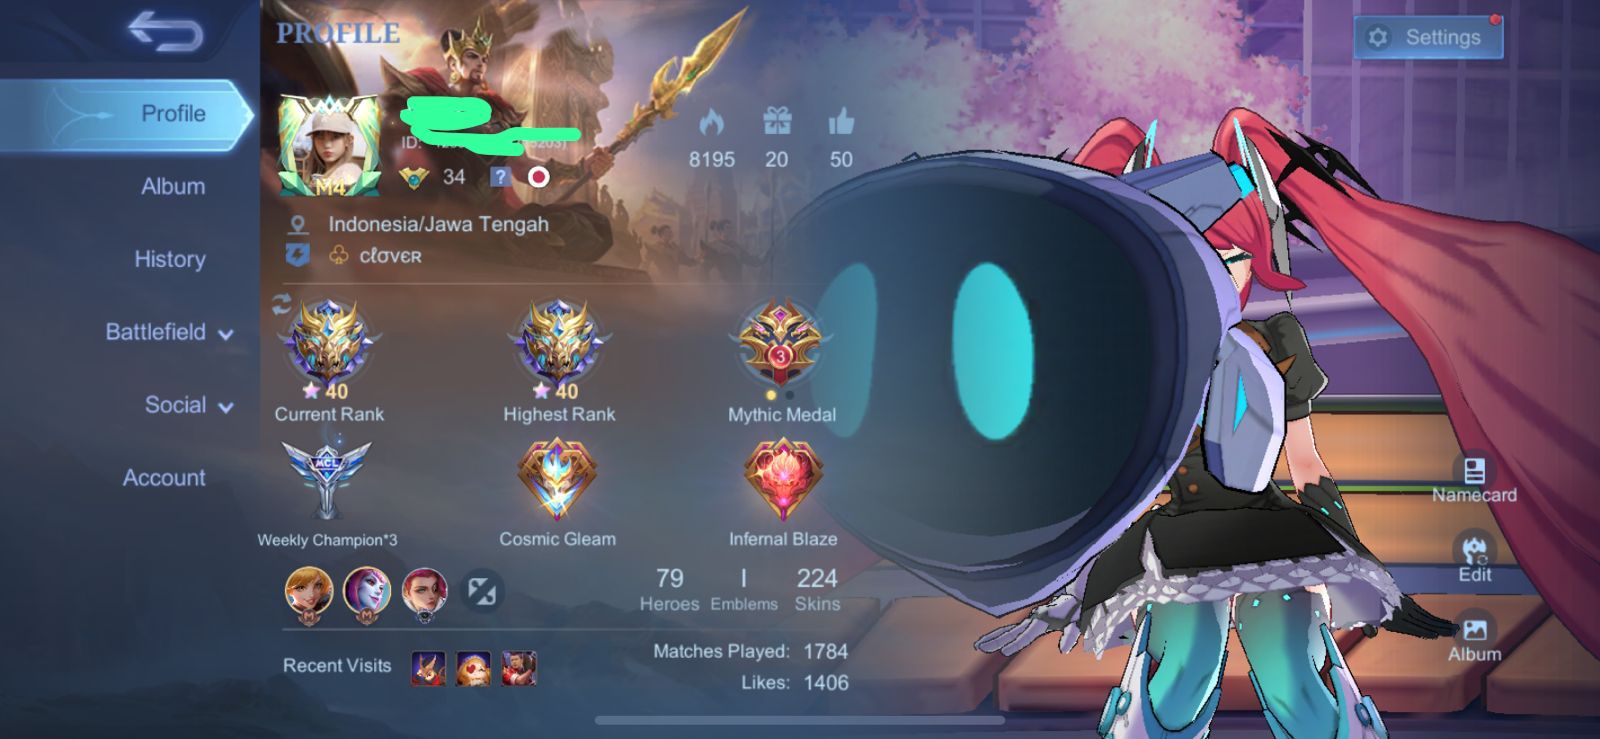 PROFILE
Settings
Profile
M4
ID:
8195 20 50
34
?
Album
Indonesia/Jawa Tengah
History
cℓσvєʀ
Battlefield
3
40 40
Current Rank Highest Rank Mythic Medal
Social
MCL
Account
Weekly Champion*3 Cosmic Gleam Infernal Blaze
Namecard
79 I 224
Heroes Emblems Skins
Edit
Matches Played: 1784
Recent Visits
Likes: 1406
Album